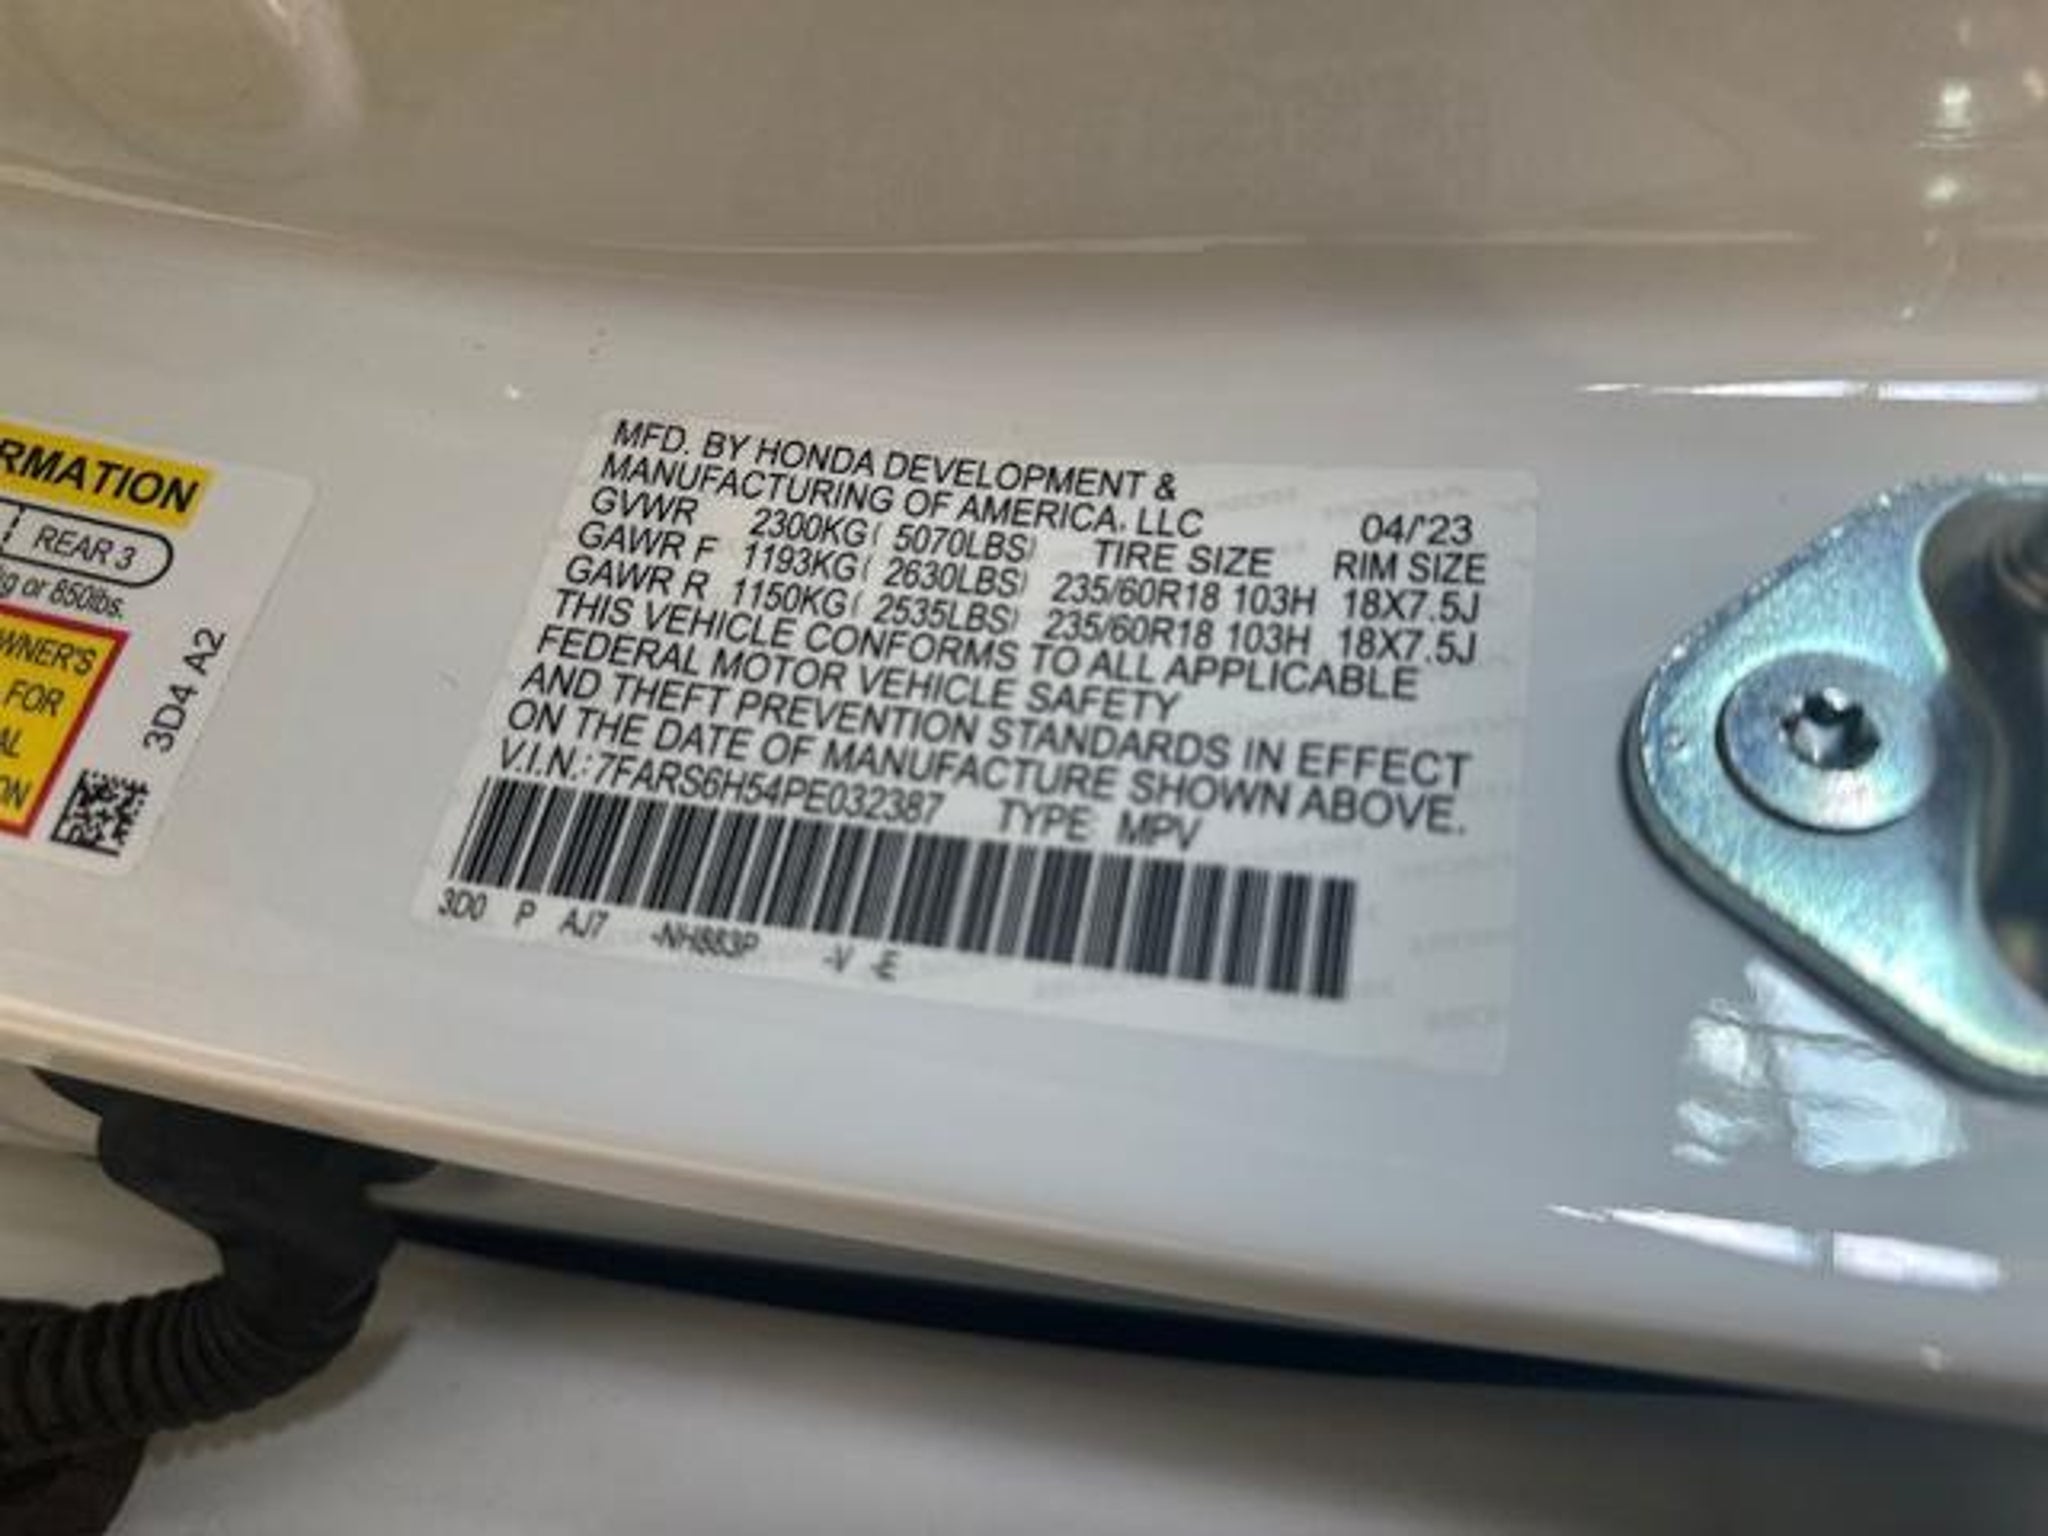 RMATION
REAR 3
kg or 850lbs.
WNER'S
FOR
AL
ON
3D4 A2
MFD. BY HONDA DEVELOPMENT &
MANUFACTURING OF AMERICA, LLC 04/'23
GVWR 2300KG( 5070LBS) TIRE SIZE RIM SIZE
GAWR F 1193KG( 2630LBS) 235/60R18 103H 18X7.5J
GAWR R 1150KG( 2535LBS) 235/60R18 103H 18X7.5J
THIS VEHICLE CONFORMS TO ALL APPLICABLE
FEDERAL MOTOR VEHICLE SAFETY
AND THEFT PREVENTION STANDARDS IN EFFECT
ON THE DATE OF MANUFACTURE SHOWN ABOVE.
V.I.N.: 7FARS6H54PE032387 TYPE: MPV
3D0 P AJ7 -NH883P -V -E